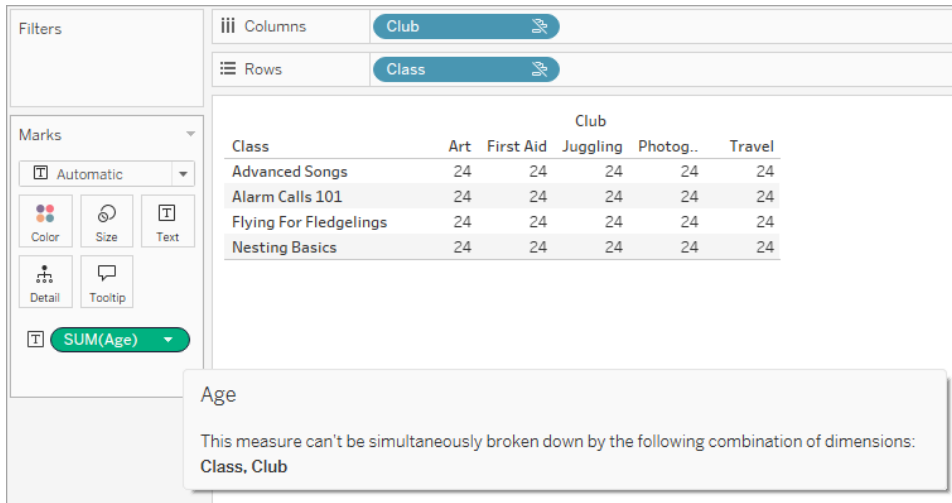 Filters
Columns Club
Rows Class
Marks
Automatic
Color Size Text
Detail Tooltip
SUM(Age)
Club
Class Art First Aid Juggling Photog.. Travel
Advanced Songs 24 24 24 24 24
Alarm Calls 101 24 24 24 24 24
Flying For Fledgelings 24 24 24 24 24
Nesting Basics 24 24 24 24 24
Age
This measure can't be simultaneously broken down by the following combination of dimensions:
Class, Club